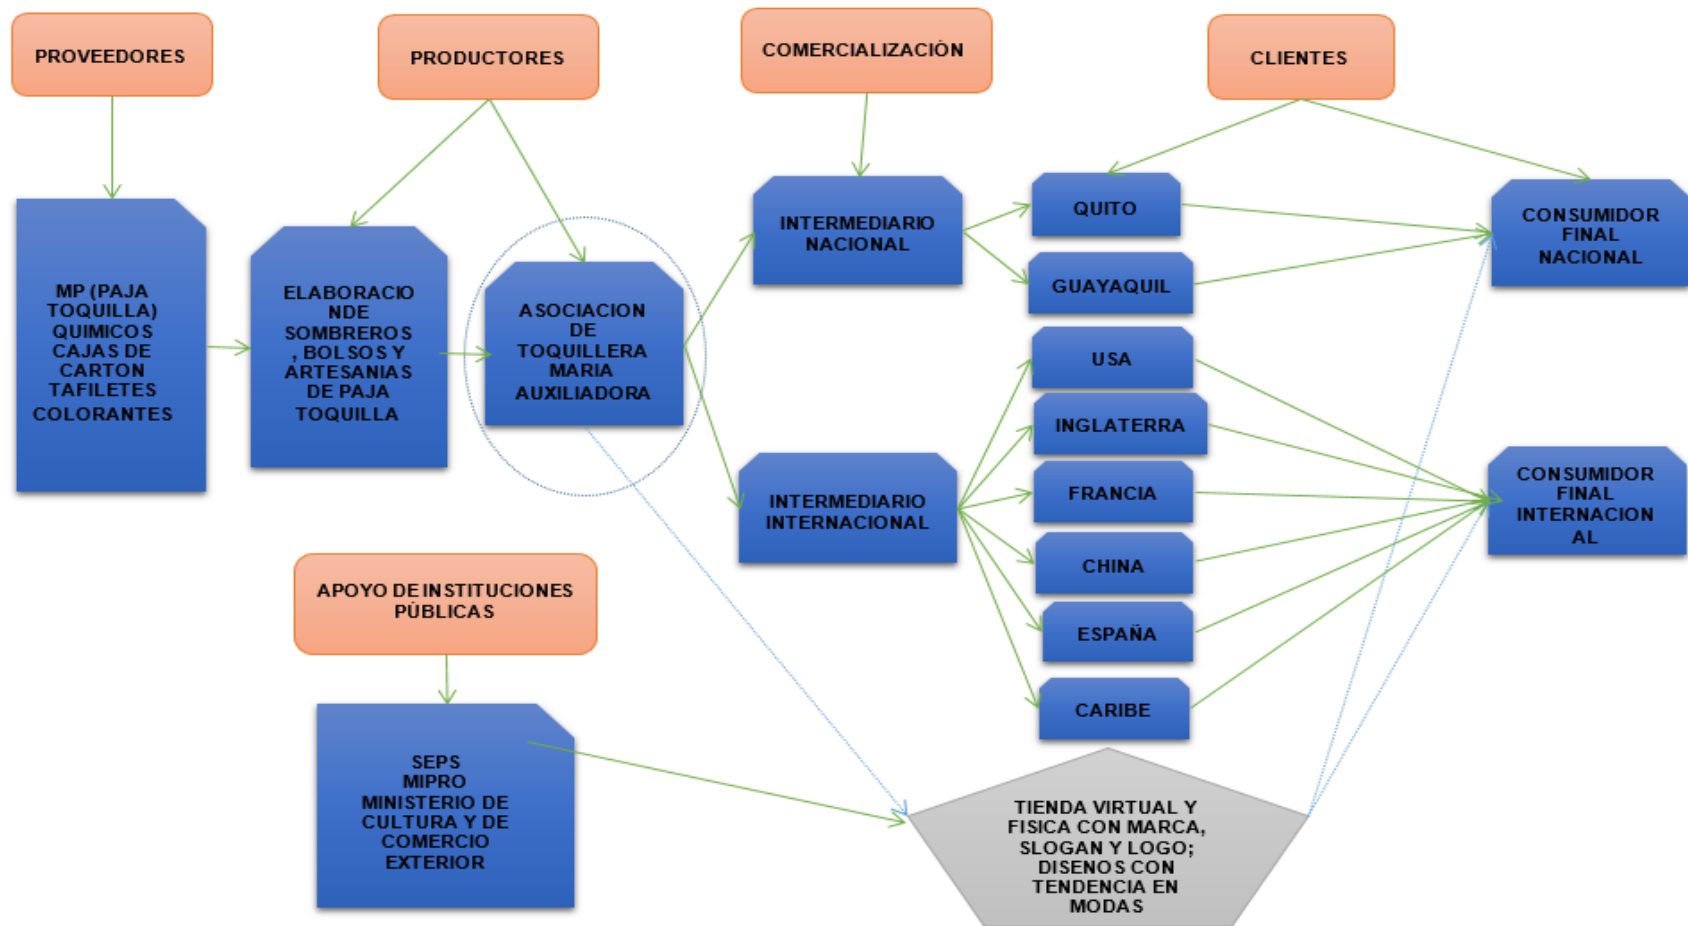 PROVEEDORES
PRODUCTORES
COMERCIALIZACIÓN
CLIENTES
MP (PAJA
TOQUILLA)
QUIMICOS
CAJAS DE
CARTON
TAFILETES
COLORANTES
ELABORACIO
NDE
SOMBREROS
, BOLSOS Y
ARTESANIAS
DE PAJA
TOQUILLA
ASOCIACION
DE
TOQUILLERA
MARIA
AUXILIADORA
INTERMEDIARIO
NACIONAL
INTERMEDIARIO
INTERNACIONAL
QUITO
GUAYAQUIL
USA
INGLATERRA
FRANCIA
CHINA
ESPAÑA
CARIBE
CONSUMIDOR
FINAL
NACIONAL
CONSUMIDOR
FINAL
INTERNACION
AL
APOYO DE INSTITUCIONES
PÚBLICAS
SEPS
MIPRO
MINISTERIO DE
CULTURA Y DE
COMERCIO
EXTERIOR
TIENDA VIRTUAL Y
FISICA CON MARCA,
SLOGAN Y LOGO;
DISENOS CON
TENDENCIA EN
MODAS